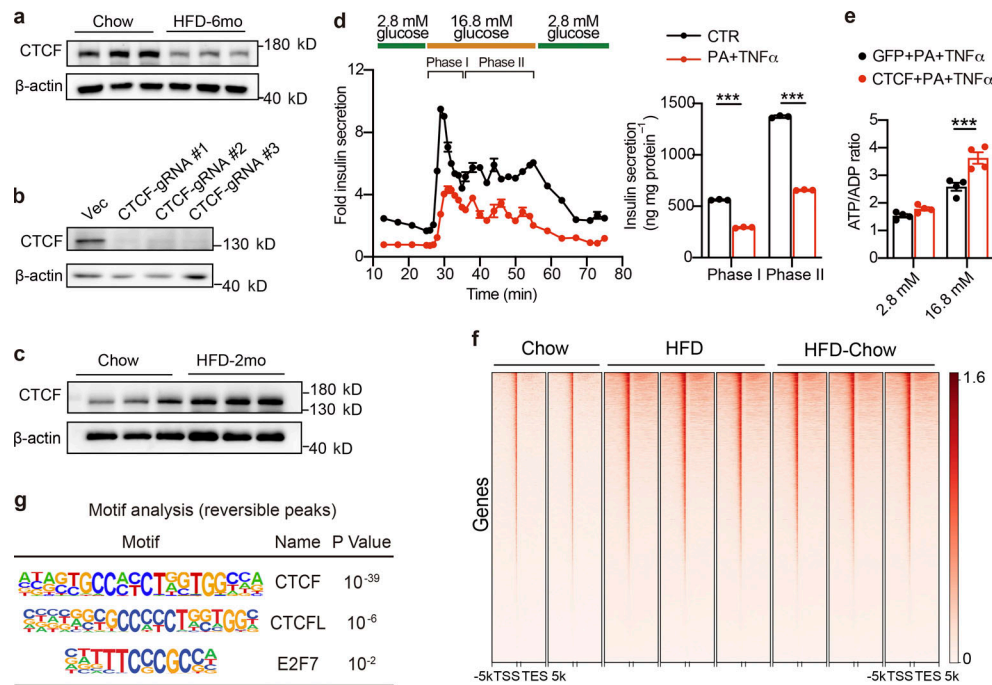 a
Chow
HFD-6mo
CTCF
180 kD
β-actin
40 kD
b
Vec
CTCF-gRNA #1
CTCF-gRNA #2
CTCF-gRNA #3
CTCF
130 kD
β-actin
40 kD
c
Chow
HFD-2mo
CTCF
180 kD
130 kD
β-actin
40 kD
d
2.8 mM glucose
16.8 mM glucose
2.8 mM glucose
Phase I
Phase II
Fold insulin secretion
12
8
4
0
10 20 30 40 50 60 70 80
Time (min)
CTR
PA+TNFα
Insulin secretion
(ng mg protein⁻¹)
1500
1000
500
0
***
***
Phase I Phase II
e
GFP+PA+TNFα
CTCF+PA+TNFα
ATP/ADP ratio
5
4
3
2
1
0
***
2.8 mM
16.8 mM
f
Chow
HFD
HFD-Chow
Genes
1.6
0
-5kTSS TES 5k
-5kTSS TES 5k
g
Motif analysis (reversible peaks)
Motif Name P Value
CTCF 10⁻³⁹
CTCFL 10⁻⁶
E2F7 10⁻²